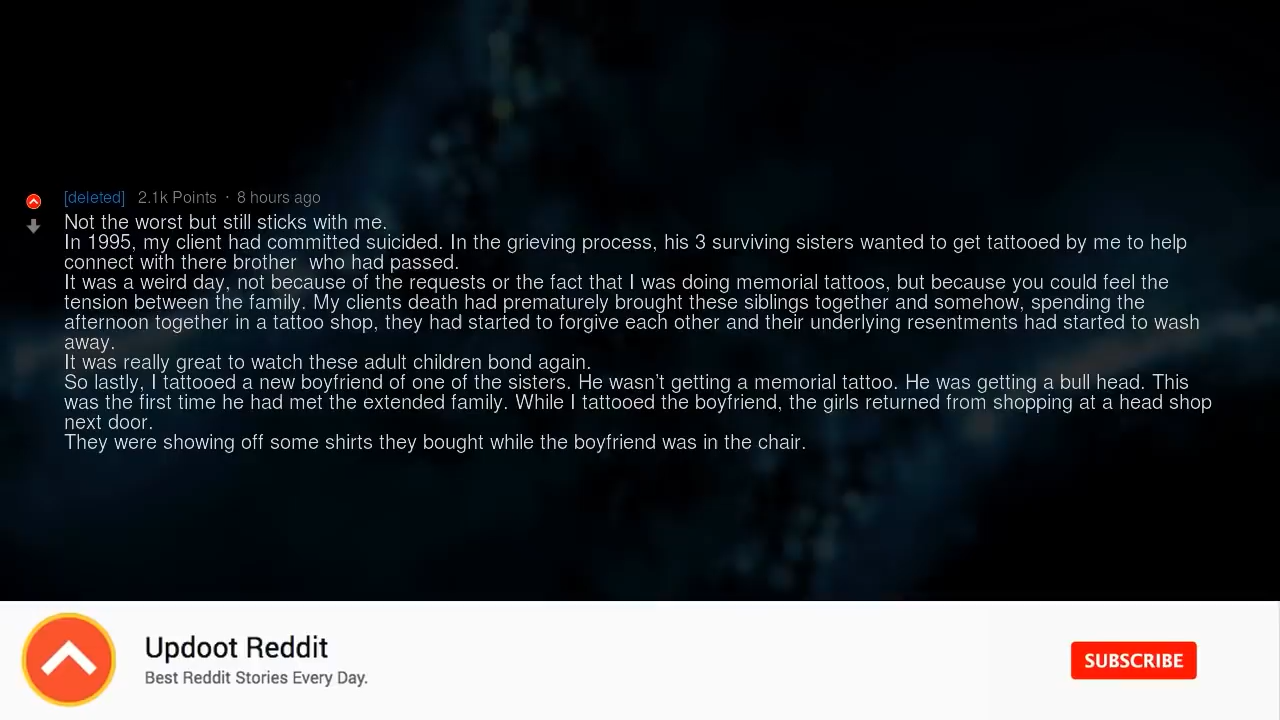 [deleted] 2.1k Points · 8 hours ago
Not the worst but still sticks with me.
In 1995, my client had committed suicided. In the grieving process, his 3 surviving sisters wanted to get tattooed by me to help
connect with there brother  who had passed.
It was a weird day, not because of the requests or the fact that I was doing memorial tattoos, but because you could feel the
tension between the family. My clients death had prematurely brought these siblings together and somehow, spending the
afternoon together in a tattoo shop, they had started to forgive each other and their underlying resentments had started to wash
away.
It was really great to watch these adult children bond again.
So lastly, I tattooed a new boyfriend of one of the sisters. He wasn't getting a memorial tattoo. He was getting a bull head. This
was the first time he had met the extended family. While I tattooed the boyfriend, the girls returned from shopping at a head shop
next door.
They were showing off some shirts they bought while the boyfriend was in the chair.
Updoot Reddit
Best Reddit Stories Every Day.
SUBSCRIBE